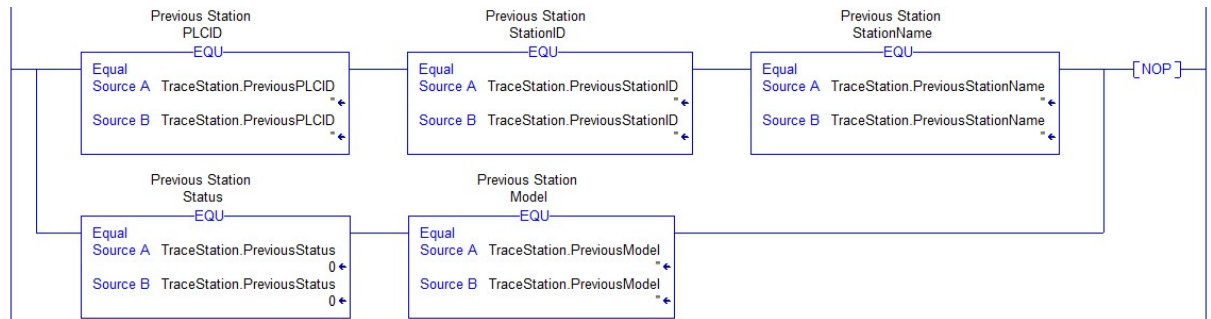 Previous Station
PLCID
EQU
Equal
Source A TraceStation.PreviousPLCID
''
Source B TraceStation.PreviousPLCID
''
Previous Station
StationID
EQU
Equal
Source A TraceStation.PreviousStationID
''
Source B TraceStation.PreviousStationID
''
Previous Station
StationName
EQU
Equal
Source A TraceStation.PreviousStationName
''
Source B TraceStation.PreviousStationName
''
NOP
Previous Station
Status
EQU
Equal
Source A TraceStation.PreviousStatus
0
Source B TraceStation.PreviousStatus
0
Previous Station
Model
EQU
Equal
Source A TraceStation.PreviousModel
''
Source B TraceStation.PreviousModel
''